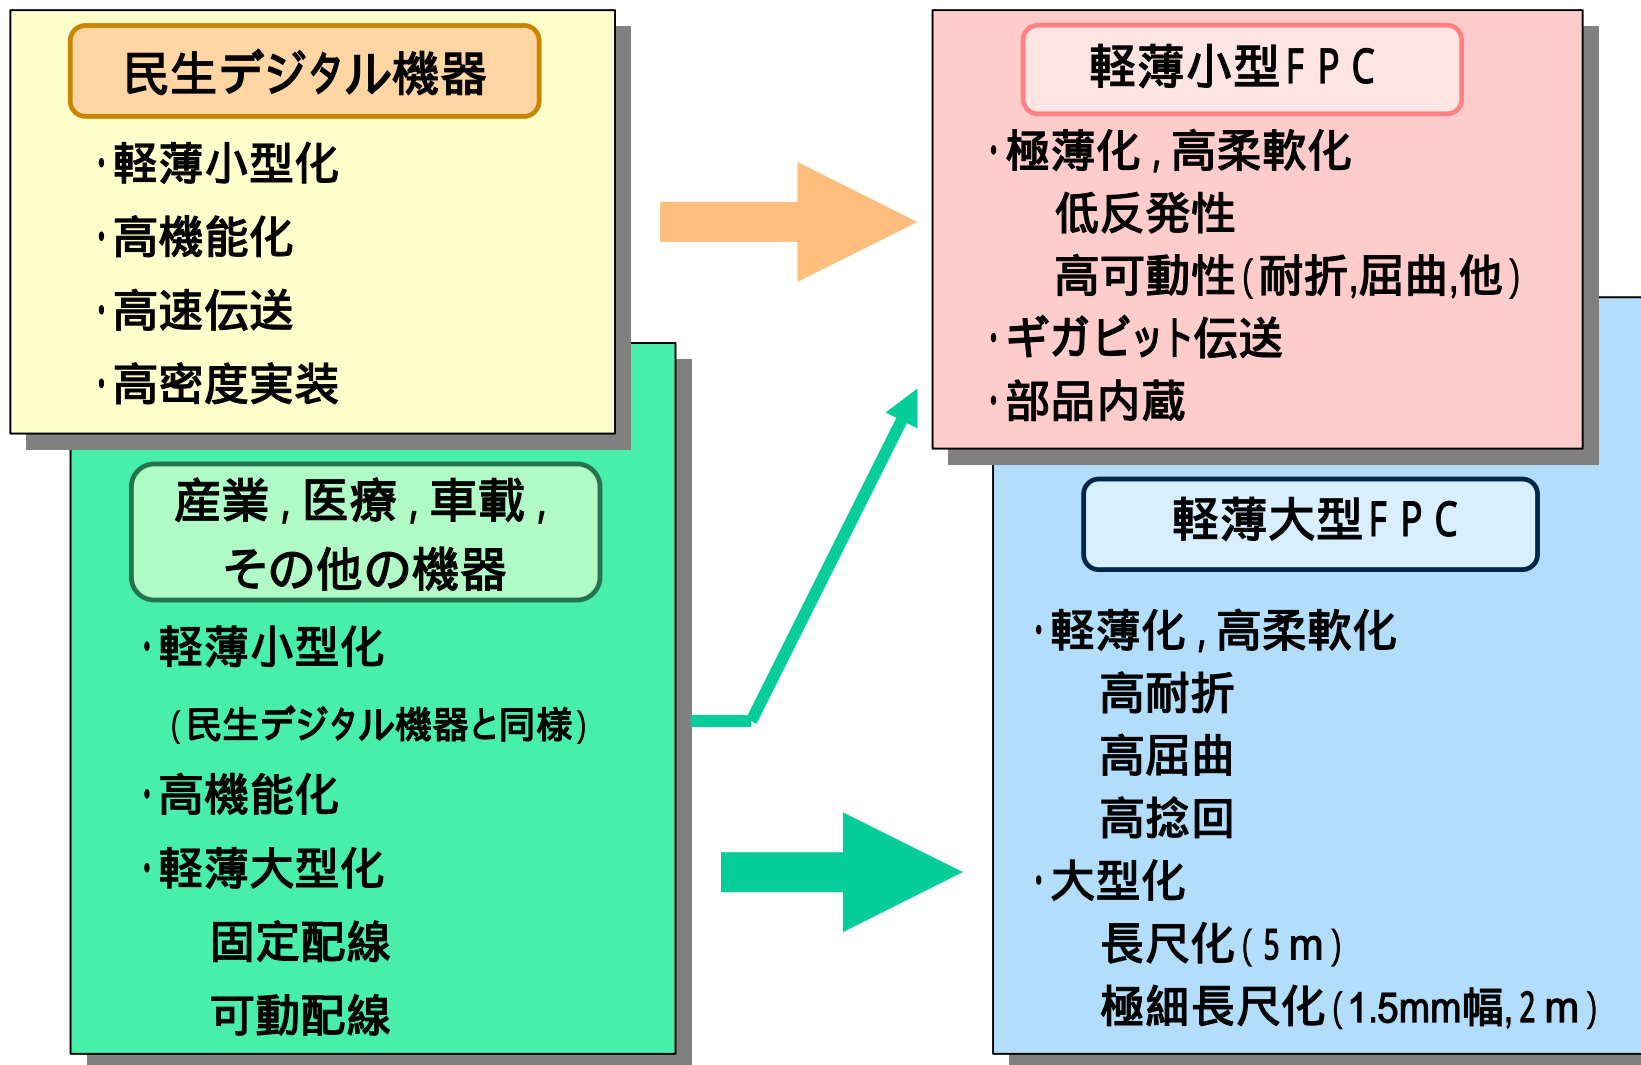 民生デジタル機器
・軽薄小型化
・高機能化
・高速伝送
・高密度実装
産業,医療,車載,
その他の機器
・軽薄小型化
(民生デジタル機器と同様)
・高機能化
・軽薄大型化
固定配線
可動配線
軽薄小型FPC
・極薄化,高柔軟化
低反発性
高可動性(耐折,屈曲,他)
・ギガビット伝送
・部品内蔵
軽薄大型FPC
・軽薄化,高柔軟化
高耐折
高屈曲
高捻回
・大型化
長尺化(5m)
極細長尺化(1.5mm幅,2m)